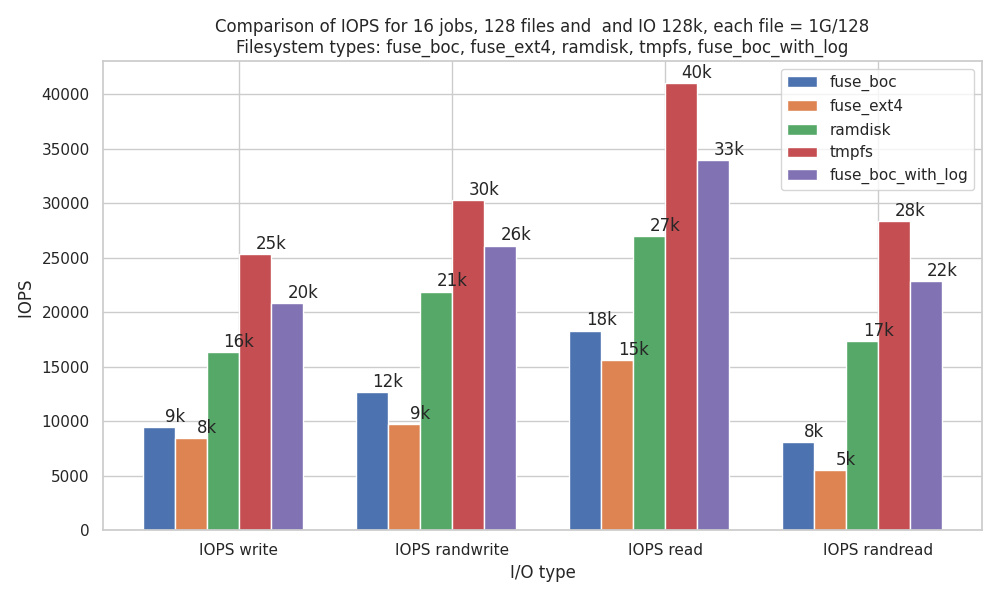 Comparison of IOPS for 16 jobs, 128 files and  and IO 128k, each file = 1G/128
Filesystem types: fuse_boc, fuse_ext4, ramdisk, tmpfs, fuse_boc_with_log
fuse_boc
fuse_ext4
ramdisk
tmpfs
fuse_boc_with_log
IOPS
40000
35000
30000
25000
20000
15000
10000
5000
0
9k
8k
16k
25k
20k
12k
9k
21k
30k
26k
18k
15k
27k
40k
33k
8k
5k
17k
28k
22k
IOPS write
IOPS randwrite
IOPS read
IOPS randread
I/O type